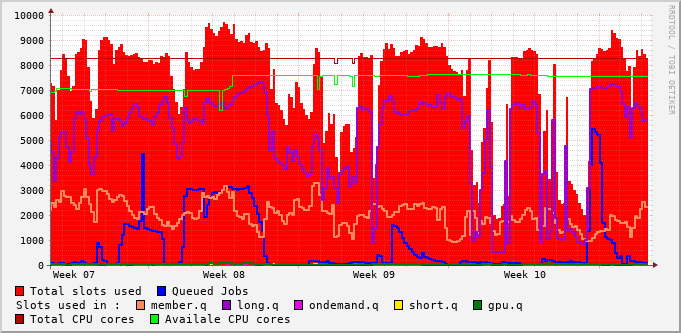 10000
9000
8000
7000
6000
5000
4000
3000
2000
1000
0
Week 07 Week 08 Week 09 Week 10
RRDTOOL / TOBI OETIKER
Total slots used Queued Jobs
Slots used in : member.q long.q ondemand.q short.q gpu.q
Total CPU cores Availale CPU cores